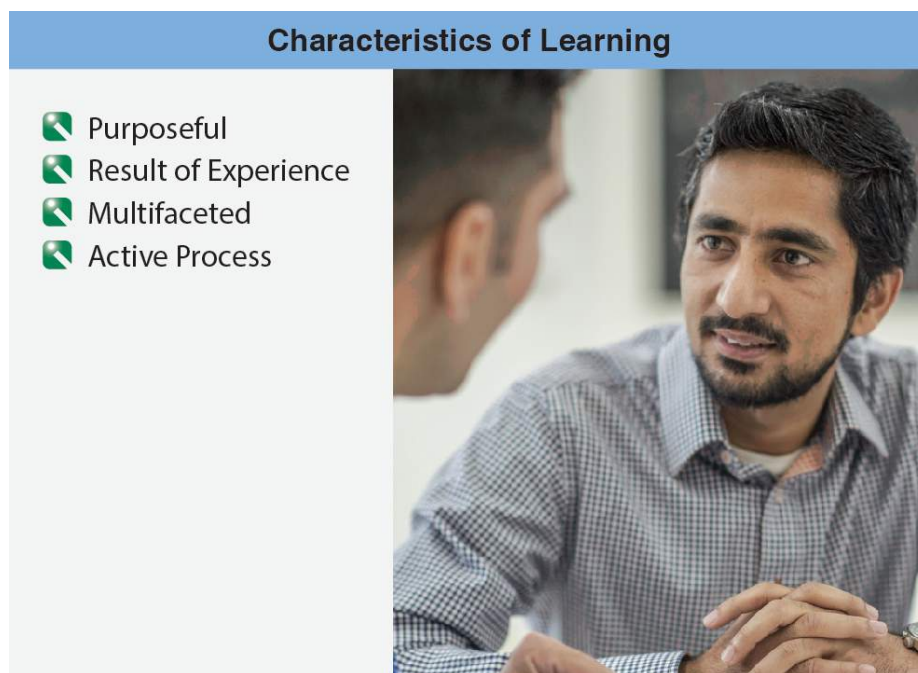 Characteristics of Learning
Purposeful
Result of Experience
Multifaceted
Active Process